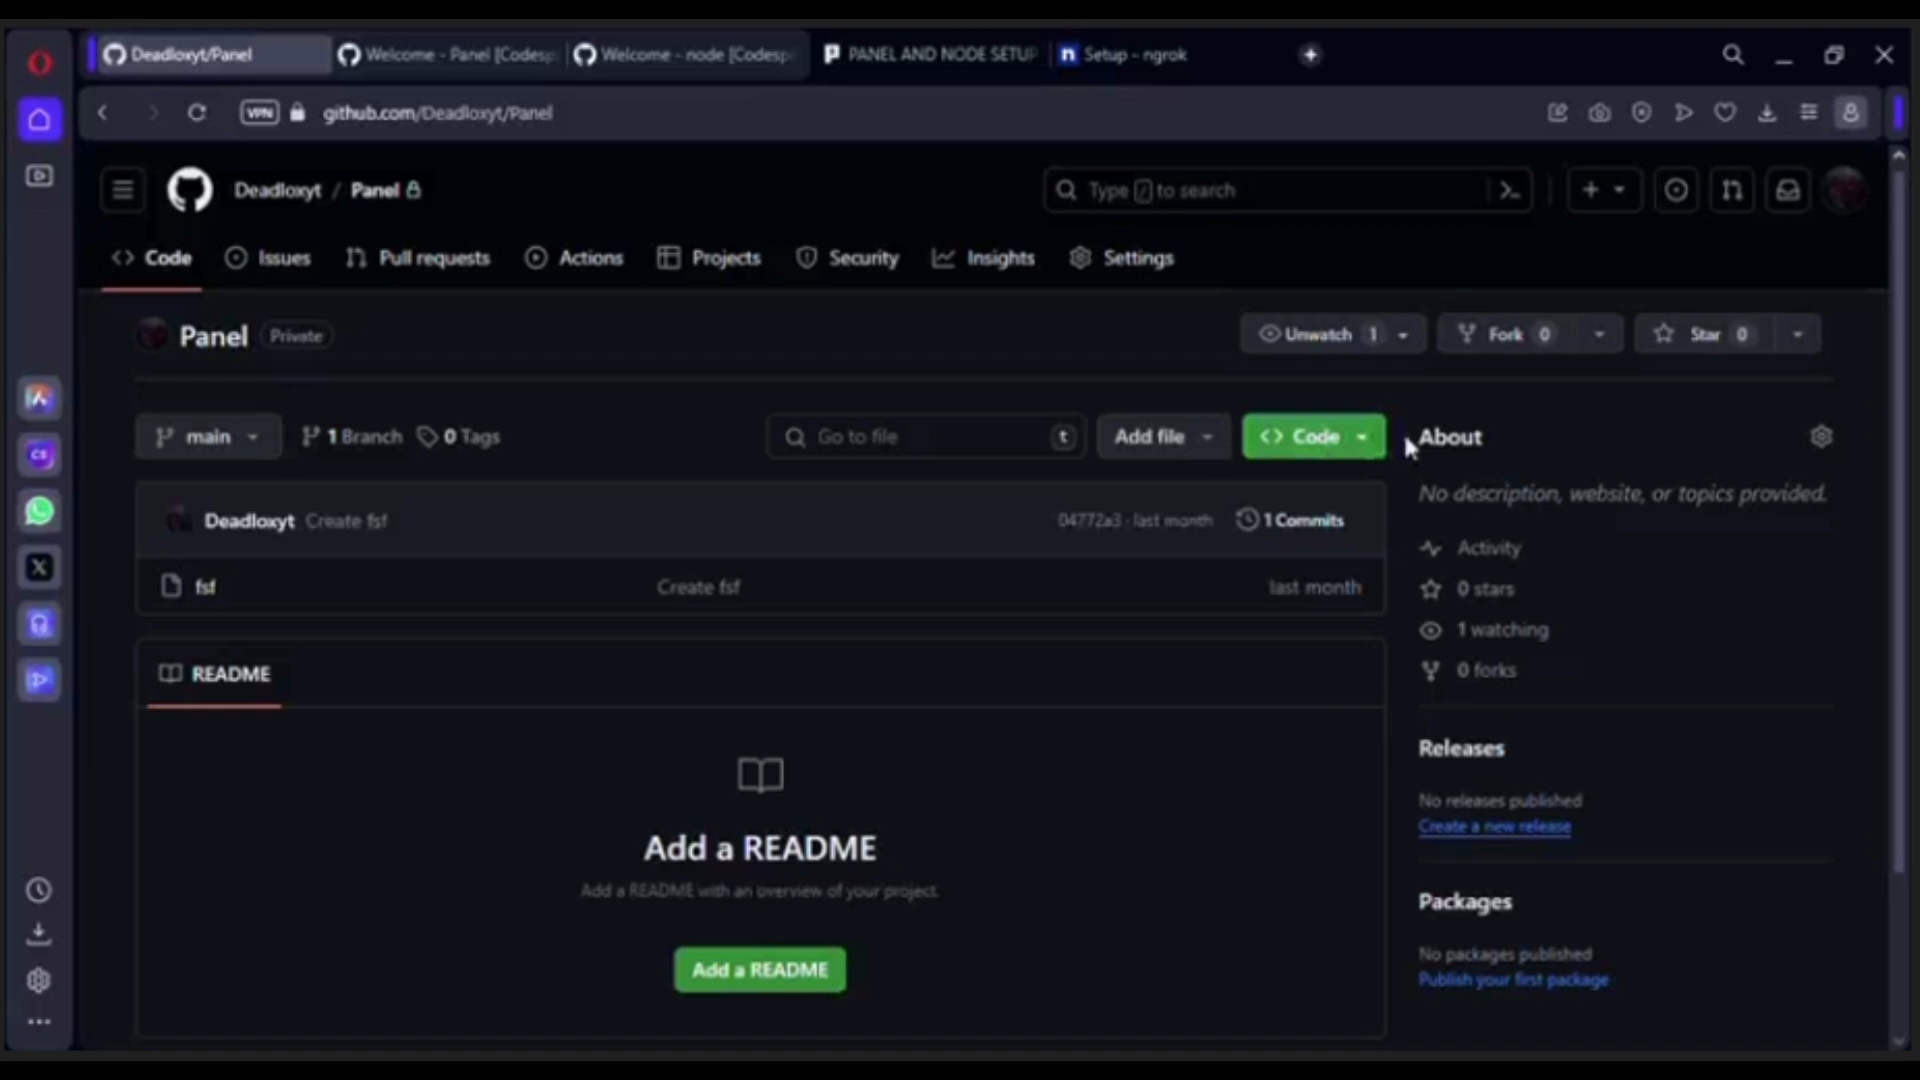 Deadloxyt/Panel
Welcome - Panel [Codesp
Welcome - node [Codesp
PANEL AND NODE SETUP
Setup - ngrok
VPN
github.com/Deadloxyt/Panel
Deadloxyt / Panel
Type / to search
Code
Issues
Pull requests
Actions
Projects
Security
Insights
Settings
Panel Private
Unwatch 1
Fork 0
Star 0
main
1 Branch
0 Tags
Go to file t
Add file
Code
About
No description, website, or topics provided.
Deadloxyt Create fsf
04772a3 · last month
1 Commits
Activity
fsf
Create fsf
last month
0 stars
1 watching
0 forks
README
Releases
No releases published
Create a new release
Add a README
Add a README with an overview of your project.
Add a README
Packages
No packages published
Publish your first package
CS